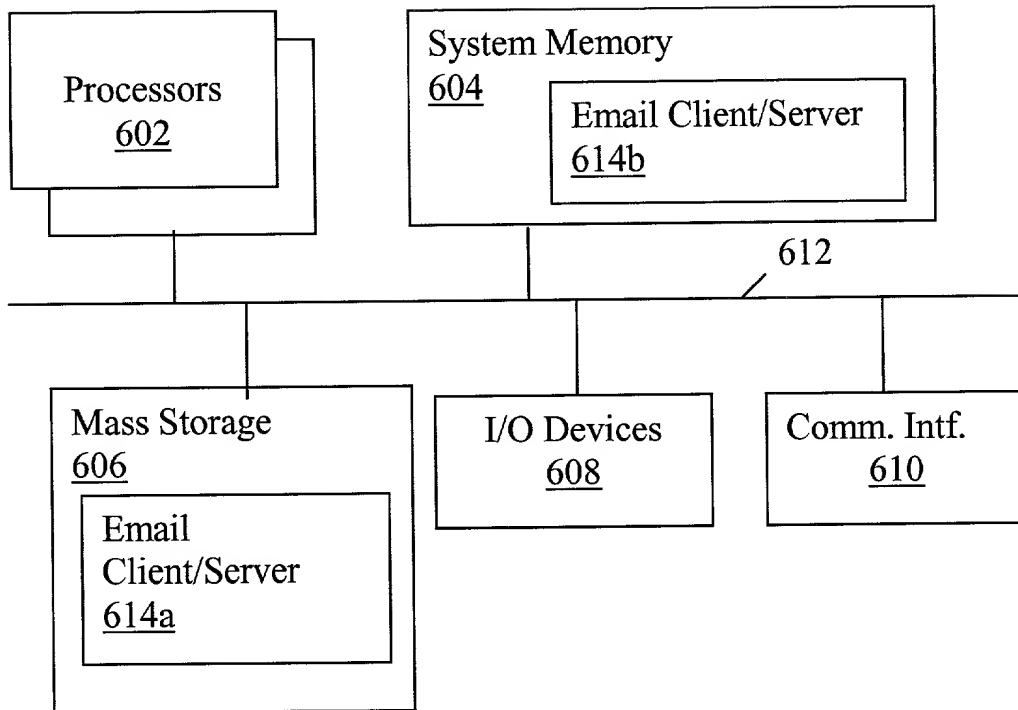 Processors
602
System Memory
604
Email Client/Server
614b
612
Mass Storage
606
Email
Client/Server
614a
I/O Devices
608
Comm. Intf.
610